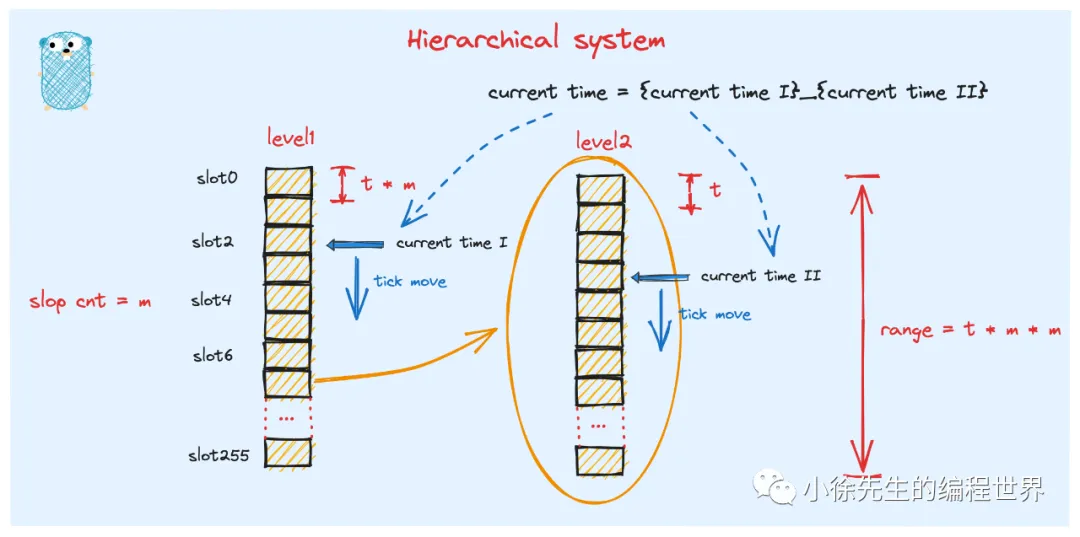 Hierarchical system
current time = {current time I}_{current time II}
level1
level2
slot0
t * m
t
slot2
current time I
current time II
tick move
tick move
slop cnt = m
slot4
range = t * m * m
slot6
...
...
slot255
小徐先生的编程世界